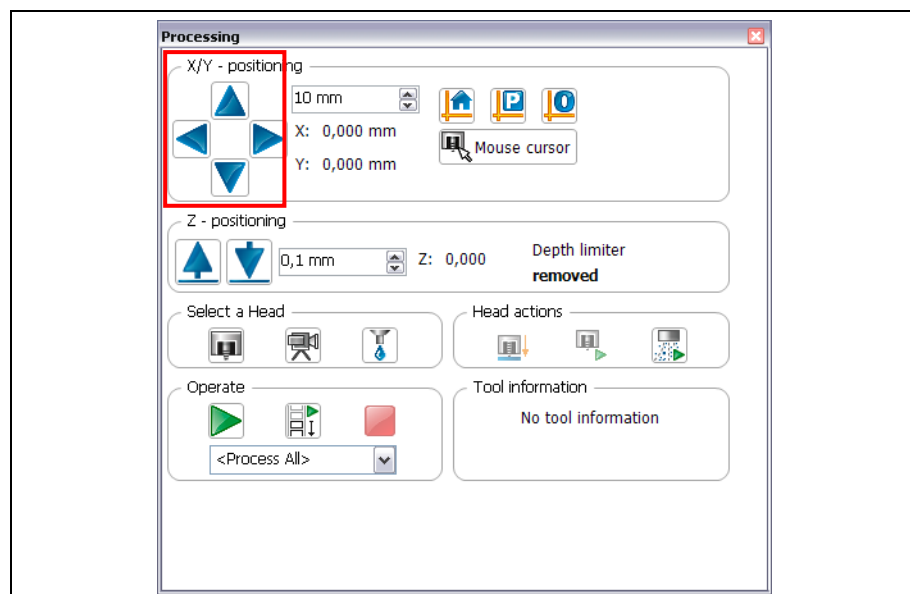 Processing
X/Y - positioning
10 mm
X: 0,000 mm
Mouse cursor
Y: 0,000 mm
Z - positioning
0,1 mm
Z: 0,000
Depth limiter
removed
Select a Head
Head actions
Operate
Tool information
No tool information
<Process All>